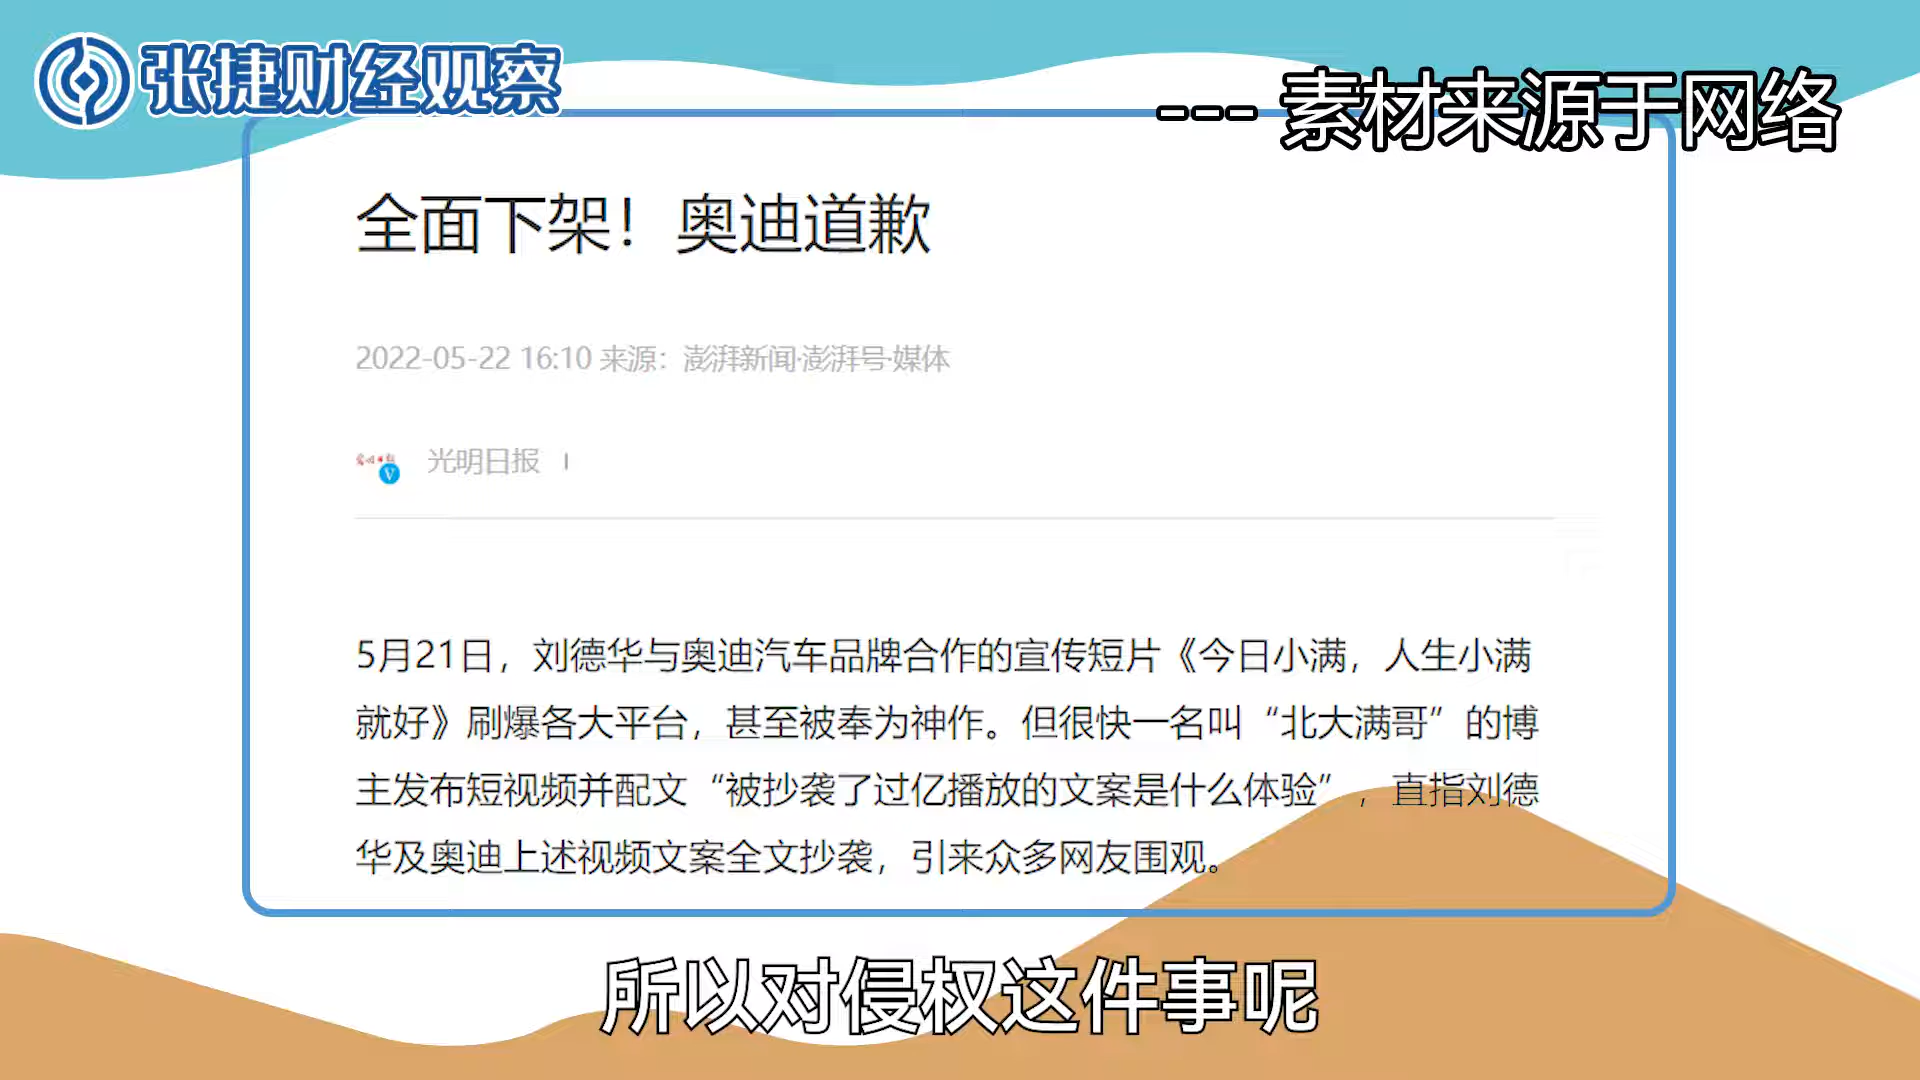 张捷财经观察
--- 素材来源于网络
全面下架！奥迪道歉
2022-05-22 16:10 来源：澎湃新闻·澎湃号·媒体
光明日报
5月21日，刘德华与奥迪汽车品牌合作的宣传短片《今日小满，人生小满
就好》刷爆各大平台，甚至被奉为神作。但很快一名叫“北大满哥”的博
主发布短视频并配文“被抄袭了过亿播放的文案是什么体验”，直指刘德
华及奥迪上述视频文案全文抄袭，引来众多网友围观。
所以对侵权这件事呢